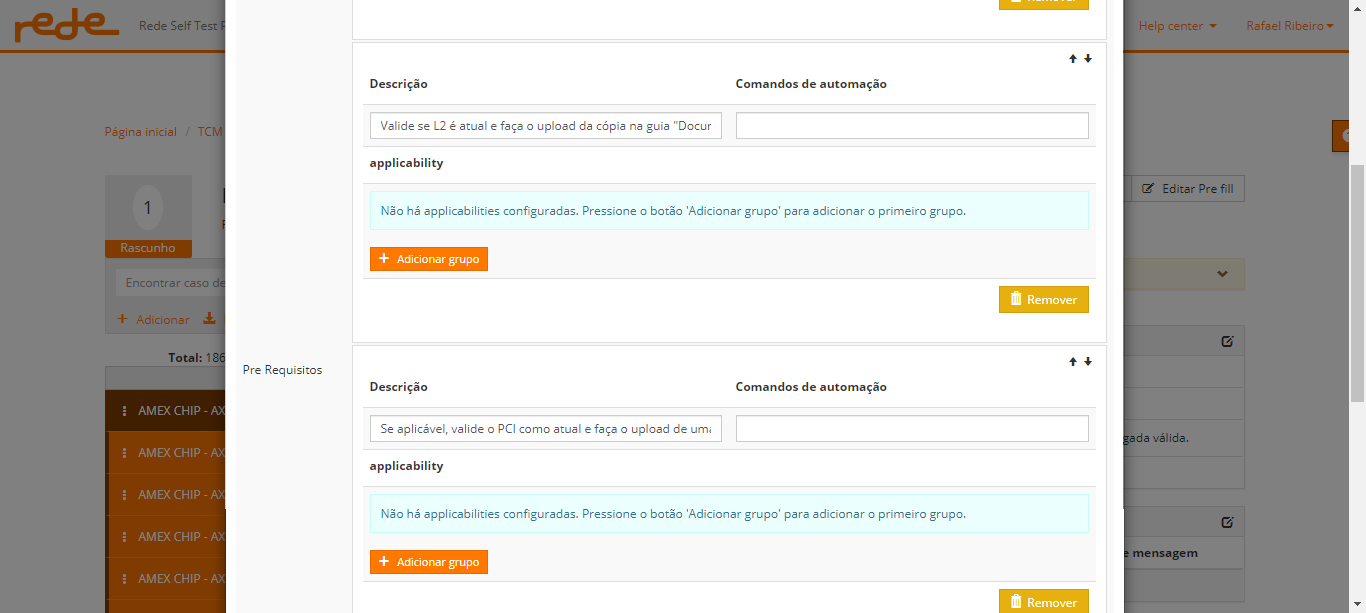 Remover
rede
Rede Self Test
Help center
Rafael Ribeiro
Página inicial / TCM
1
Rascunho
Encontrar caso de
Adicionar
Total: 186
AMEX CHIP - AX
AMEX CHIP - AX
AMEX CHIP - AX
AMEX CHIP - AX
AMEX CHIP - AX
Pre Requisitos
Descrição
Comandos de automação
Valide se L2 é atual e faça o upload da cópia na guia "Docur
applicability
Não há applicabilities configuradas. Pressione o botão 'Adicionar grupo' para adicionar o primeiro grupo.
+ Adicionar grupo
Remover
Descrição
Comandos de automação
Se aplicável, valide o PCI como atual e faça o upload de uma
applicability
Não há applicabilities configuradas. Pressione o botão 'Adicionar grupo' para adicionar o primeiro grupo.
+ Adicionar grupo
Remover
Editar Pre fill
gada válida.
e mensagem